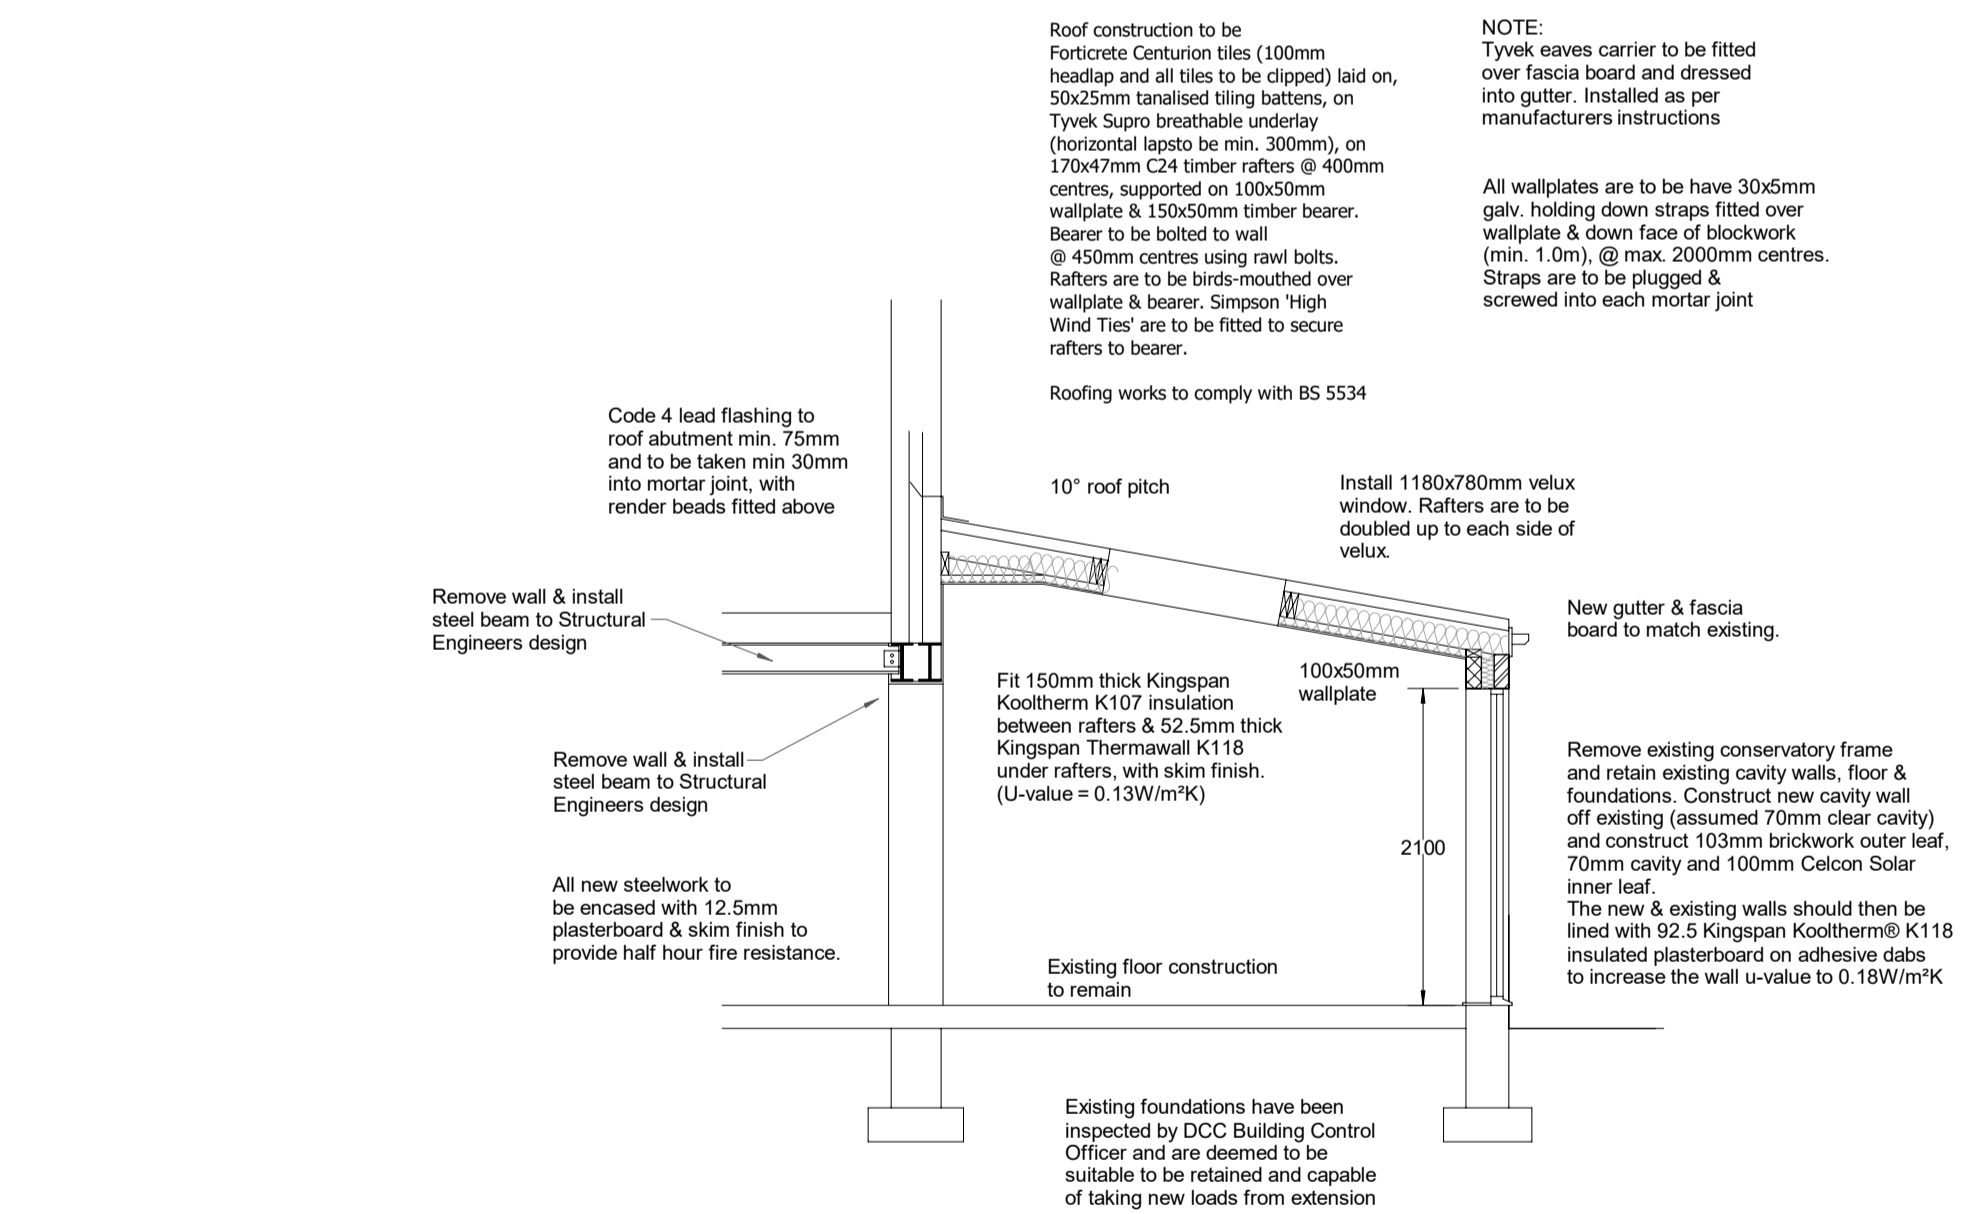 Roof construction to be
Forticrete Centurion tiles (100mm
headlap and all tiles to be clipped) laid on,
50x25mm tanalised tiling battens, on
Tyvek Supro breathable underlay
(horizontal lapsto be min. 300mm), on
170x47mm C24 timber rafters @ 400mm
centres, supported on 100x50mm
wallplate & 150x50mm timber bearer.
Bearer to be bolted to wall
@ 450mm centres using rawl bolts.
Rafters are to be birds-mouthed over
wallplate & bearer. Simpson 'High
Wind Ties' are to be fitted to secure
rafters to bearer.
Roofing works to comply with BS 5534
NOTE:
Tyvek eaves carrier to be fitted
over fascia board and dressed
into gutter. Installed as per
manufacturers instructions
All wallplates are to be have 30x5mm
galv. holding down straps fitted over
wallplate & down face of blockwork
(min. 1.0m), @ max. 2000mm centres.
Straps are to be plugged &
screwed into each mortar joint
Code 4 lead flashing to
roof abutment min. 75mm
and to be taken min 30mm
into mortar joint, with
render beads fitted above
10° roof pitch
Install 1180x780mm velux
window. Rafters are to be
doubled up to each side of
velux.
Remove wall & install
steel beam to Structural
Engineers design
New gutter & fascia
board to match existing.
Fit 150mm thick Kingspan
Kooltherm K107 insulation
between rafters & 52.5mm thick
Kingspan Thermawall K118
under rafters, with skim finish.
(U-value = 0.13W/m²K)
100x50mm
wallplate
Remove wall & install
steel beam to Structural
Engineers design
2100
Remove existing conservatory frame
and retain existing cavity walls, floor &
foundations. Construct new cavity wall
off existing (assumed 70mm clear cavity)
and construct 103mm brickwork outer leaf,
70mm cavity and 100mm Celcon Solar
inner leaf.
The new & existing walls should then be
lined with 92.5 Kingspan Kooltherm® K118
insulated plasterboard on adhesive dabs
to increase the wall u-value to 0.18W/m²K
All new steelwork to
be encased with 12.5mm
plasterboard & skim finish to
provide half hour fire resistance.
Existing floor construction
to remain
Existing foundations have been
inspected by DCC Building Control
Officer and are deemed to be
suitable to be retained and capable
of taking new loads from extension